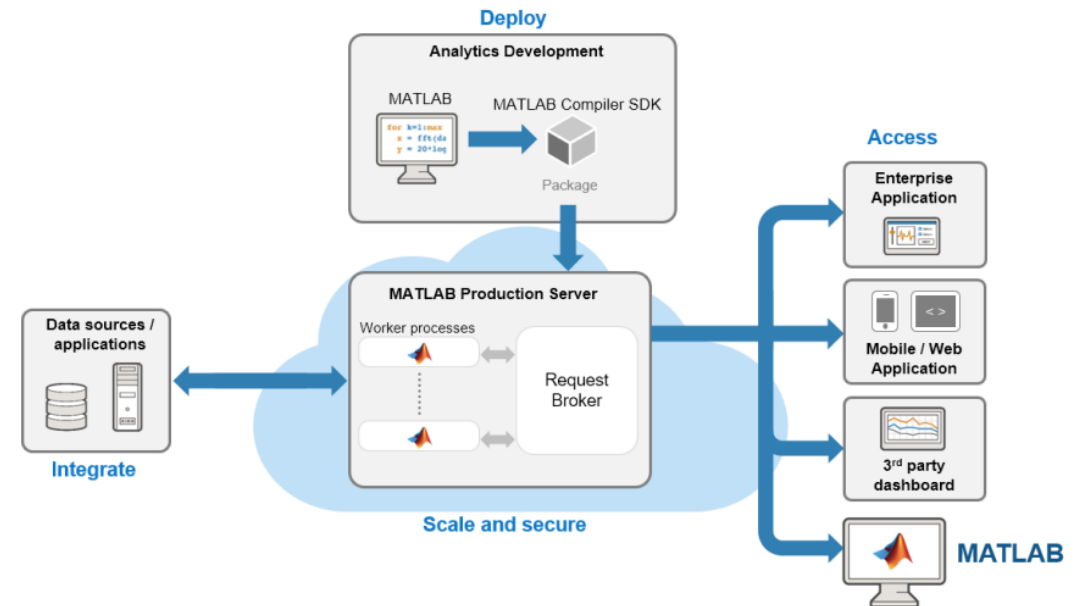 Deploy
Analytics Development
MATLAB
MATLAB Compiler SDK
for k=1:max
x = fft(da
y = 20*log
Package
Access
Enterprise
Application
MATLAB Production Server
Worker processes
Request
Broker
Data sources /
applications
Integrate
Scale and secure
< >
Mobile / Web
Application
3rd party
dashboard
MATLAB